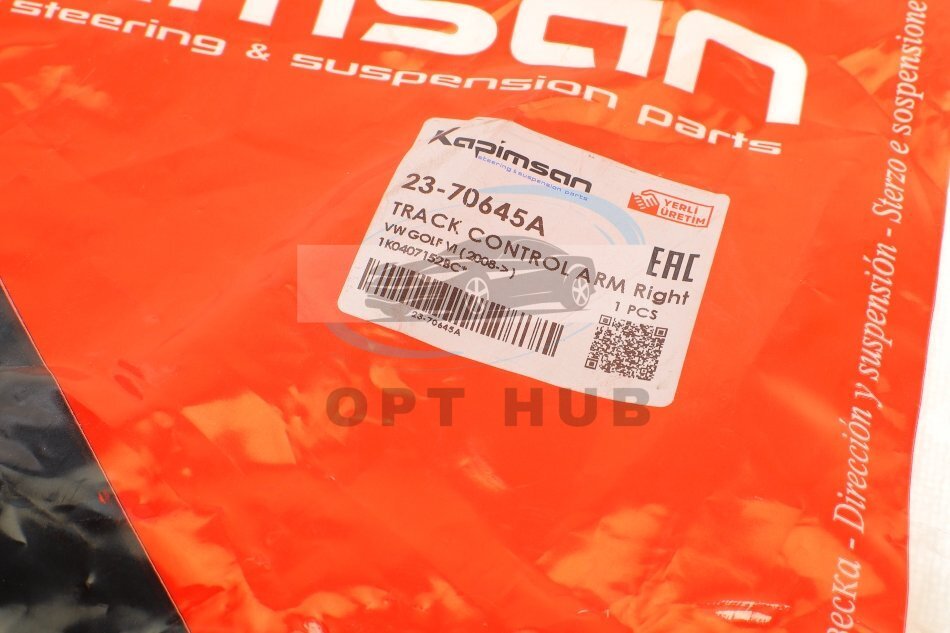 steering & suspension parts
Kapimsan
steering & suspension parts
23-70645A
YERLİ
ÜRETİM
TRACK CONTROL ARM Right
VW GOLF VI ( 2008-> )
1K0407152BC*
EAC
1 PCS
23-70645A
OPT HUB
Dirección y suspensión - Sterzo e sospensione